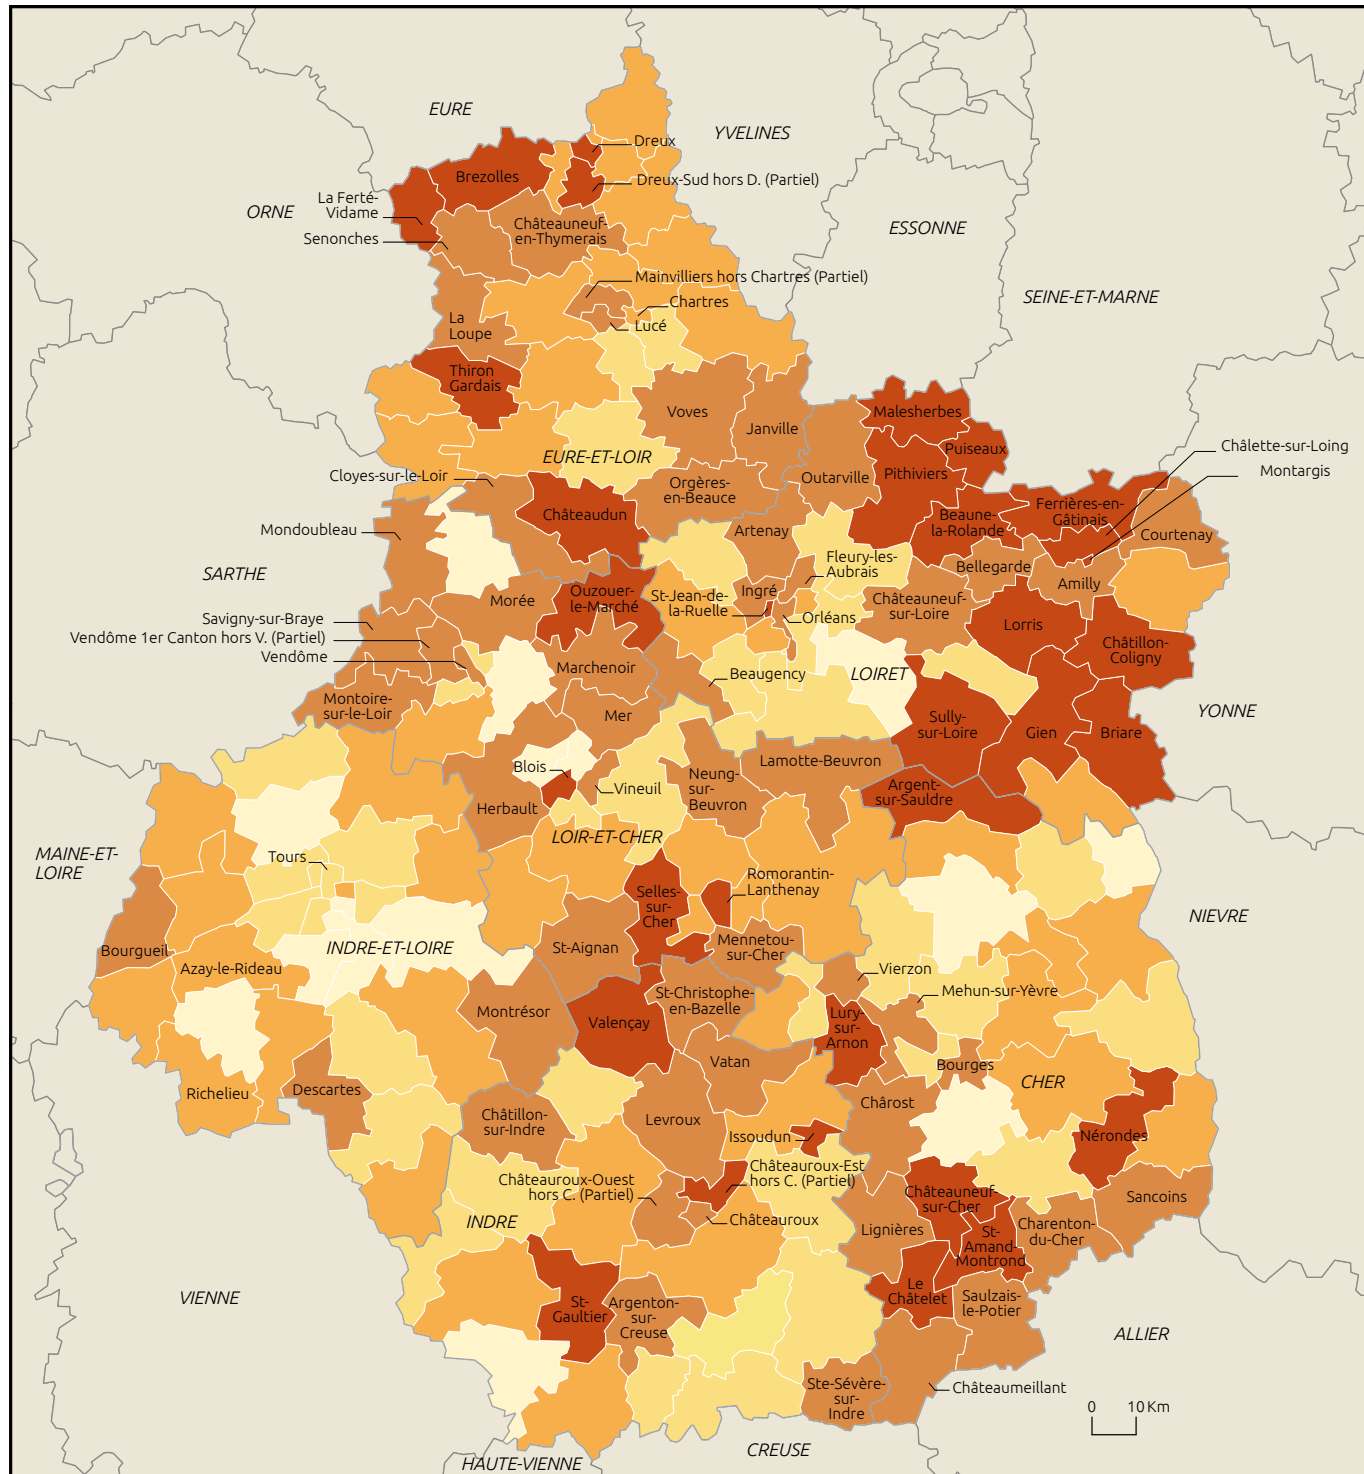 EURE
YVELINES
Dreux
Brezolles
Dreux-Sud hors D. (Partiel)
La Ferté-
Vidame
ORNE
Senonches
Châteauneuf-
en-Thymerais
ESSONNE
Mainvilliers hors Chartres (Partiel)
Chartres
SEINE-ET-MARNE
La
Loupe
Lucé
Thiron
Gardais
Voves
Janville
Malesherbes
Puiseaux
Châlette-sur-Loing
Montargis
EURE-ET-LOIR
Cloyes-sur-le-Loir
Orgères-
en-Beauce
Outarville
Pithiviers
Châteaudun
Beaune-
la-Rolande
Ferrières-en-
Gâtinais
Mondoubleau
Artenay
Courtenay
SARTHE
Fleury-les-
Aubrais
Bellegarde
Amilly
Morée
Ouzouer-
le-Marché
St-Jean-de-
la-Ruelle
Ingré
Châteauneuf-
sur-Loire
Orléans
Savigny-sur-Braye
Vendôme 1er Canton hors V. (Partiel)
Vendôme
Lorris
Châtillon-
Coligny
Marchenoir
Beaugency
LOIRET
Montoire-
sur-le-Loir
Mer
Sully-
sur-Loire
Gien
Briare
YONNE
Blois
Vineuil
Neung-
sur-
Beuvron
Lamotte-Beuvron
Argent-
sur-Sauldre
Herbault
LOIR-ET-CHER
MAINE-ET-
LOIRE
Tours
Selles-
sur-
Cher
Romorantin-
Lanthenay
NIEVRE
Bourgueil
INDRE-ET-LOIRE
St-Aignan
Mennetou-
sur-Cher
Azay-le-Rideau
Vierzon
Mehun-sur-Yèvre
Montrésor
Valençay
St-Christophe-
en-Bazelle
Lury-
sur-
Arnon
Vatan
Bourges
CHER
Richelieu
Descartes
Châtillon-
sur-Indre
Levroux
Chârost
Issoudun
Nérondes
Châteauroux-Ouest
hors C. (Partiel)
Châteauroux-Est
hors C. (Partiel)
Châteauroux
Châteauneuf-
sur-Cher
Sancoins
INDRE
Lignières
St-
Amand-
Montrond
Charenton-
du-Cher
VIENNE
St-
Gaultier
Argenton-
sur-
Creuse
Le
Châtelet
Saulzais-
le-Potier
ALLIER
Ste-Sévère-
sur-
Indre
Châteaumeillant
0 10 Km
CREUSE
HAUTE-VIENNE